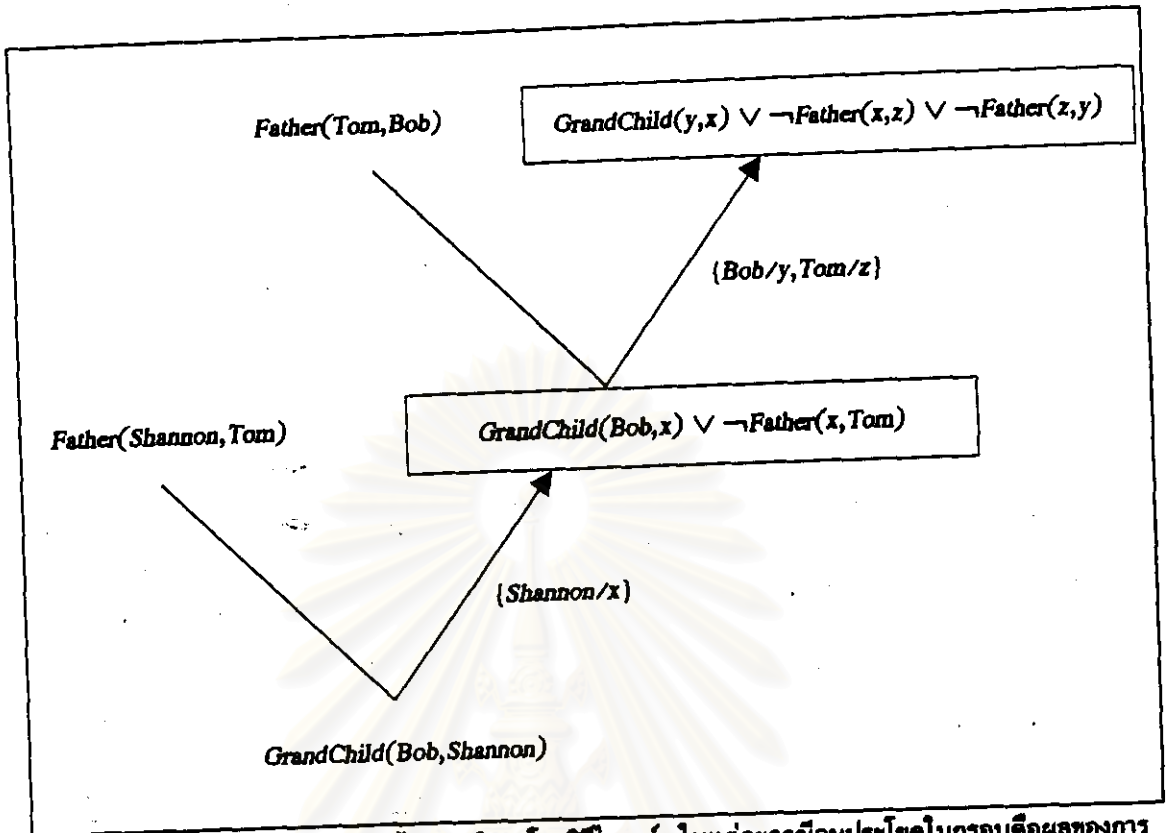 Father(Tom,Bob)
GrandChild(y,x) ∨ ¬Father(x,z) ∨ ¬Father(z,y)
{Bob/y,Tom/z}
Father(Shannon,Tom)
GrandChild(Bob,x) ∨ ¬Father(x,Tom)
{Shannon/x}
GrandChild(Bob,Shannon)